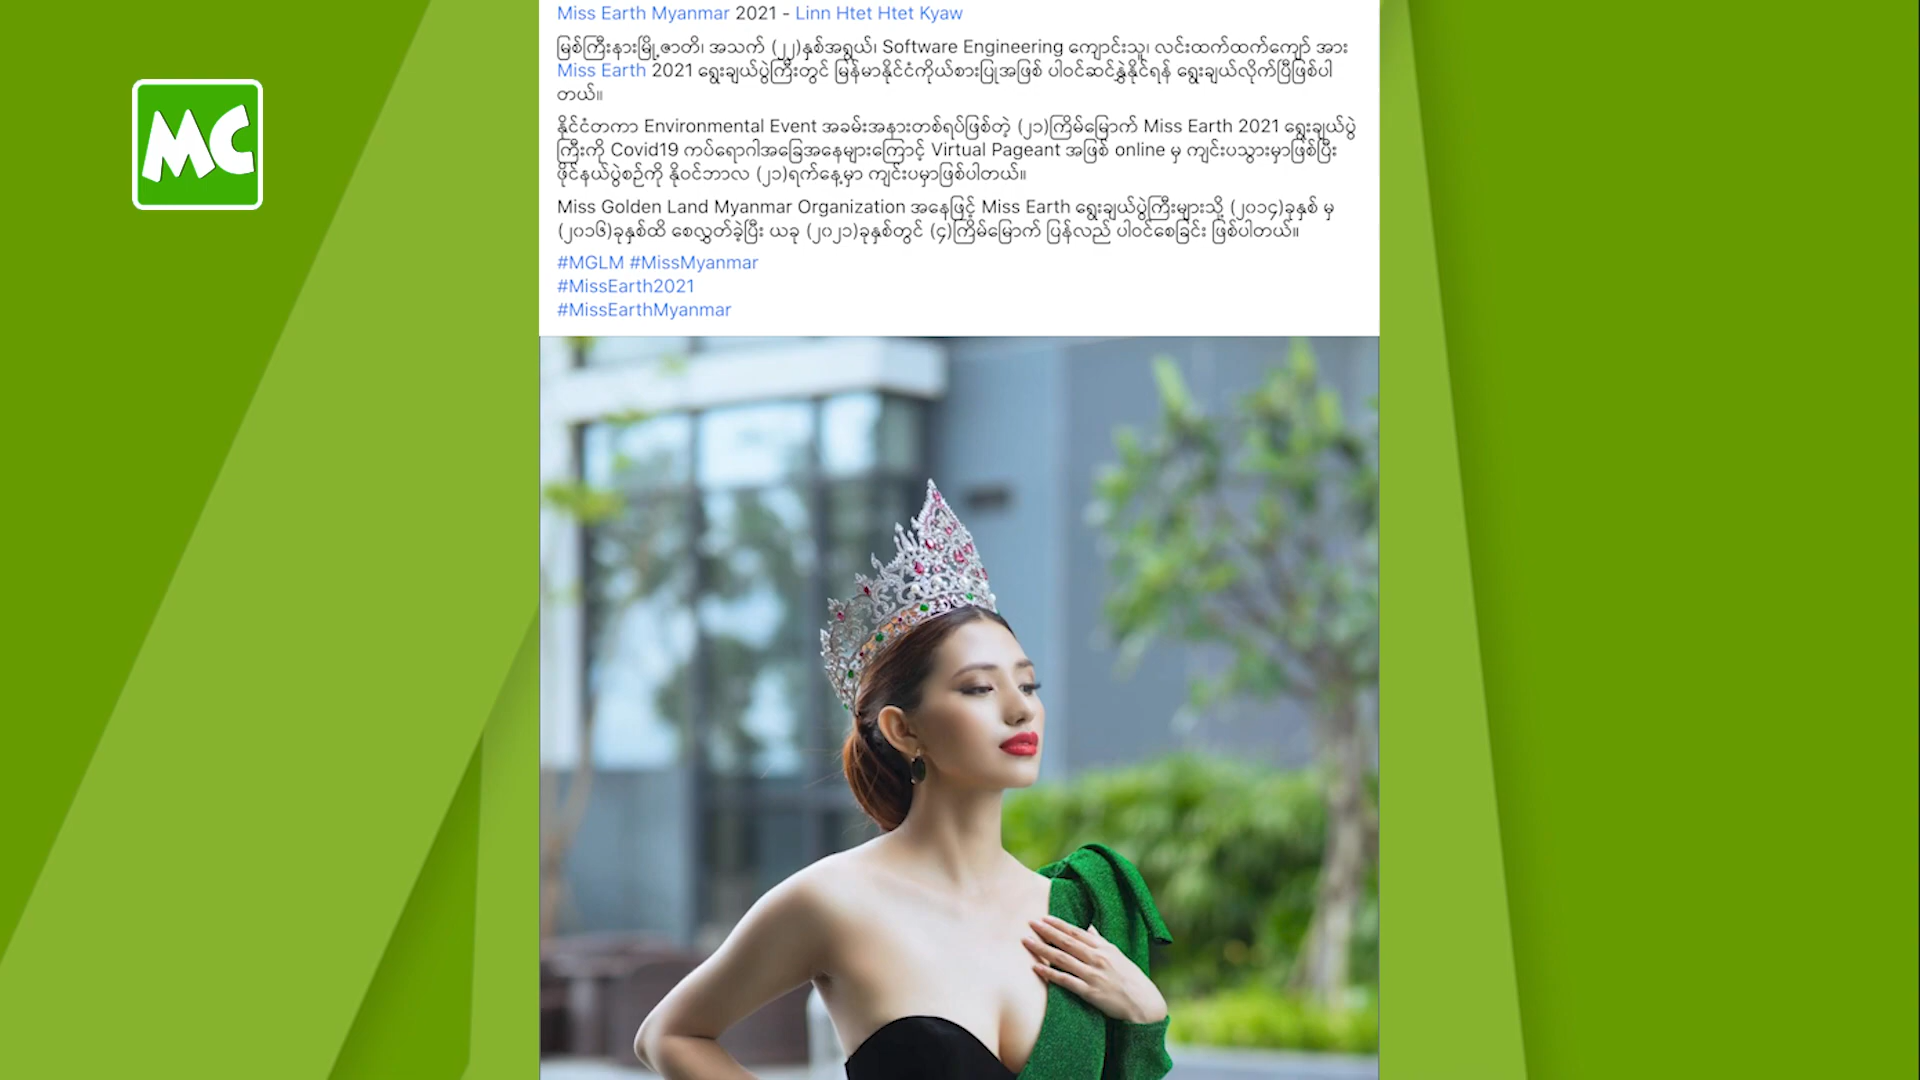 MC
Miss Earth Myanmar 2021 - Linn Htet Htet Kyaw
မြစ်ကြီးနားမြို့ဇာတိ၊ အသက် (၂၂)နှစ်အရွယ်၊ Software Engineering ကျောင်းသူ၊ လင်းထက်ထက်ကျော် အား
Miss Earth 2021 ရွေးချယ်ပွဲကြီးတွင် မြန်မာနိုင်ငံကိုယ်စားပြုအဖြစ် ပါဝင်ဆင်နွှဲနိုင်ရန် ရွေးချယ်လိုက်ပြီဖြစ်ပါ
တယ်။
နိုင်ငံတကာ Environmental Event အခမ်းအနားတစ်ရပ်ဖြစ်တဲ့ (၂၁)ကြိမ်မြောက် Miss Earth 2021 ရွေးချယ်ပွဲ
ကြီးကို Covid19 ကပ်ရောဂါအခြေအနေများကြောင့် Virtual Pageant အဖြစ် online မှ ကျင်းပသွားမှာဖြစ်ပြီး
ဖိုင်နယ်ပွဲစဉ်ကို နိုဝင်ဘာလ (၂၁)ရက်နေ့မှာ ကျင်းပမှာဖြစ်ပါတယ်။
Miss Golden Land Myanmar Organization အနေဖြင့် Miss Earth ရွေးချယ်ပွဲကြီးများသို့ (၂၀၁၄)ခုနှစ် မှ
(၂၀၁၆)ခုနှစ်ထိ စေလွှတ်ခဲ့ပြီး ယခု (၂၀၂၁)ခုနှစ်တွင် (၄)ကြိမ်မြောက် ပြန်လည် ပါဝင်စေခြင်း ဖြစ်ပါတယ်။
#MGLM #MissMyanmar
#MissEarth2021
#MissEarthMyanmar